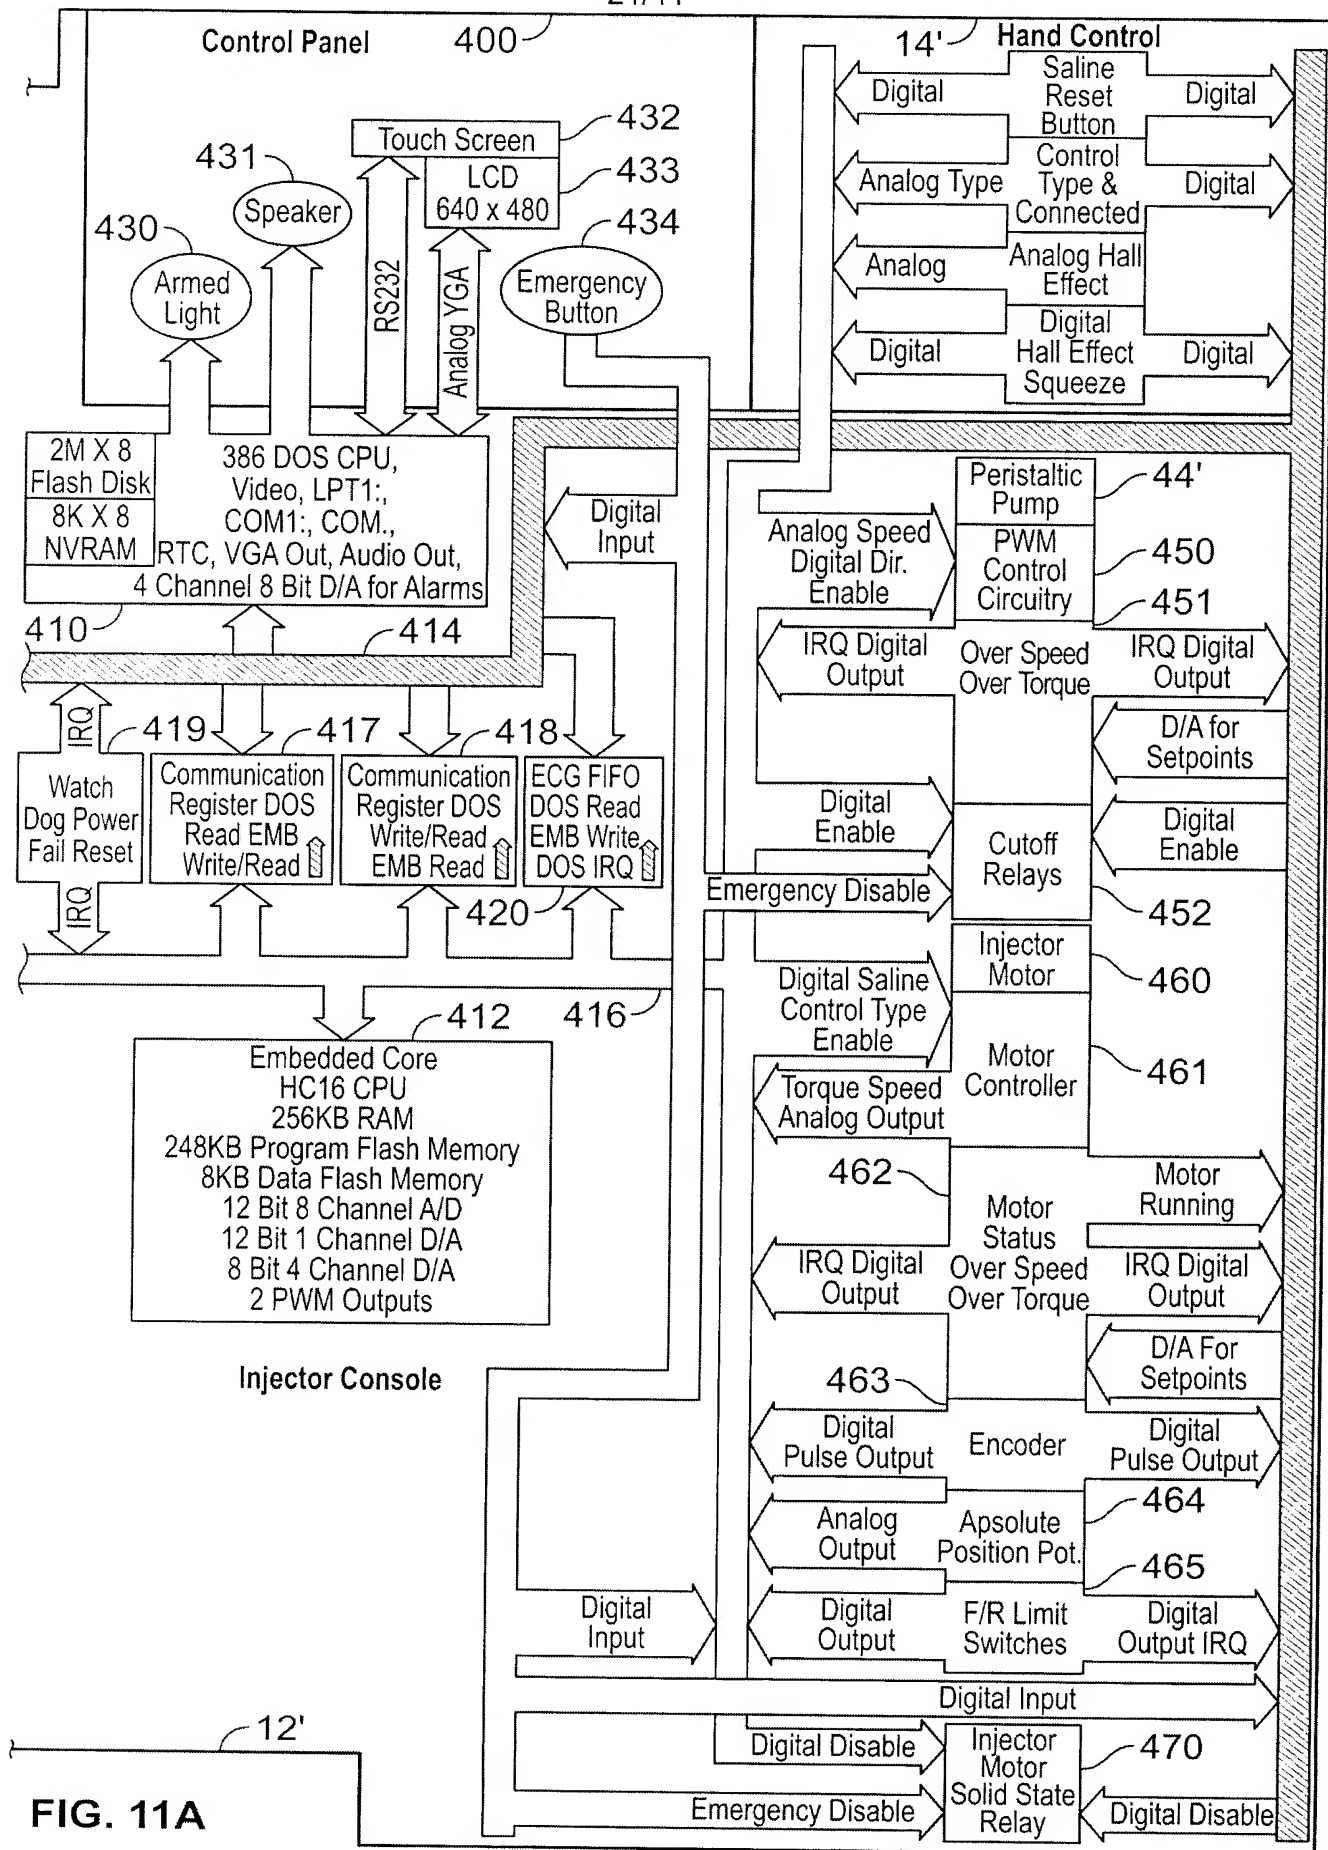 Control Panel
400
14'
Hand Control
Digital
Saline
Reset
Button
Digital
Analog Type
Control
Type &
Connected
Digital
Analog
Analog Hall
Effect
Digital
Digital
Hall Effect
Squeeze
Digital
432
Touch Screen
431
LCD
640 x 480
433
Speaker
434
430
Armed
Light
RS232
Analog YGA
Emergency
Button
2M X 8
Flash Disk
8K X 8
NVRAM
386 DOS CPU,
Video, LPT1:,
COM1:, COM.,
RTC, VGA Out, Audio Out,
4 Channel 8 Bit D/A for Alarms
Digital
Input
410
414
Peristaltic
Pump
44'
Analog Speed
Digital Dir.
Enable
PWM
Control
Circuitry
450
451
IRQ Digital
Output
Over Speed
Over Torque
IRQ Digital
Output
D/A for
Setpoints
IRQ
419
417
418
Watch
Dog Power
Fail Reset
Communication
Register DOS
Read EMB
Write/Read
Communication
Register DOS
Write/Read
EMB Read
ECG FIFO
DOS Read
EMB Write
DOS IRQ
IRQ
420
Digital
Enable
Cutoff
Relays
Digital
Enable
Emergency Disable
452
Injector
Motor
460
Digital Saline
Control Type
Enable
416
412
Motor
Controller
461
Embedded Core
HC16 CPU
256KB RAM
248KB Program Flash Memory
8KB Data Flash Memory
12 Bit 8 Channel A/D
12 Bit 1 Channel D/A
8 Bit 4 Channel D/A
2 PWM Outputs
Torque Speed
Analog Output
462
Motor
Status
Over Speed
Over Torque
Motor
Running
IRQ Digital
Output
IRQ Digital
Output
D/A For
Setpoints
Injector Console
463
Digital
Pulse Output
Encoder
Digital
Pulse Output
Analog
Output
Apsolute
Position Pot.
464
465
Digital
Input
Digital
Output
F/R Limit
Switches
Digital
Output IRQ
Digital Input
12'
Digital Disable
Injector
Motor
Solid State
Relay
470
Emergency Disable
Digital Disable
FIG. 11A